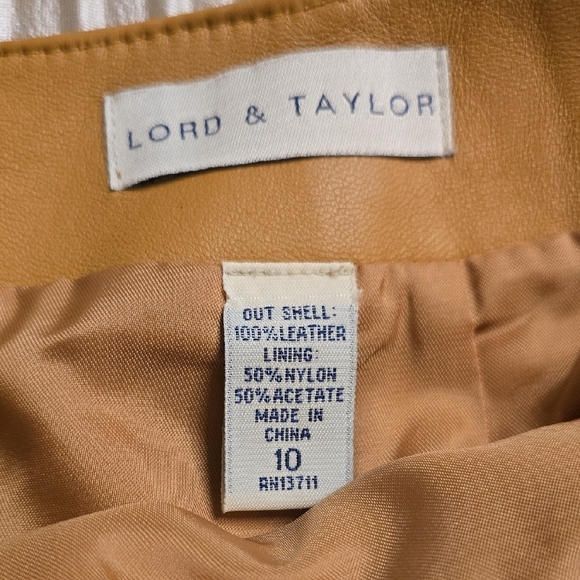 LORD & TAYLOR
OUT SHELL:
100%LEATHER
LINING:
50%NYLON
50%ACETATE
MADE IN
CHINA
10
RN13711